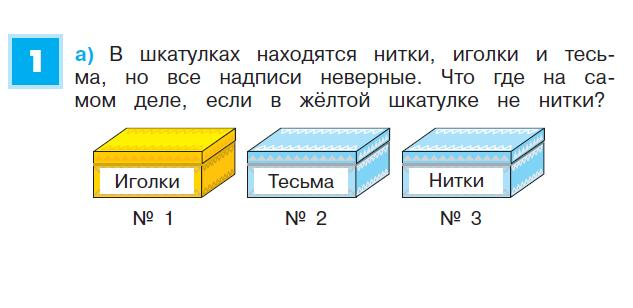 1
а) В шкатулках находятся нитки, иголки и тесь-
ма, но все надписи неверные. Что где на са-
мом деле, если в жёлтой шкатулке не нитки?
Иголки Тесьма Нитки
№ 1 № 2 № 3